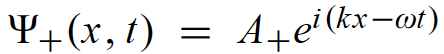 Ψ₊(x, t) = A₊e^{i(kx−ωt)}